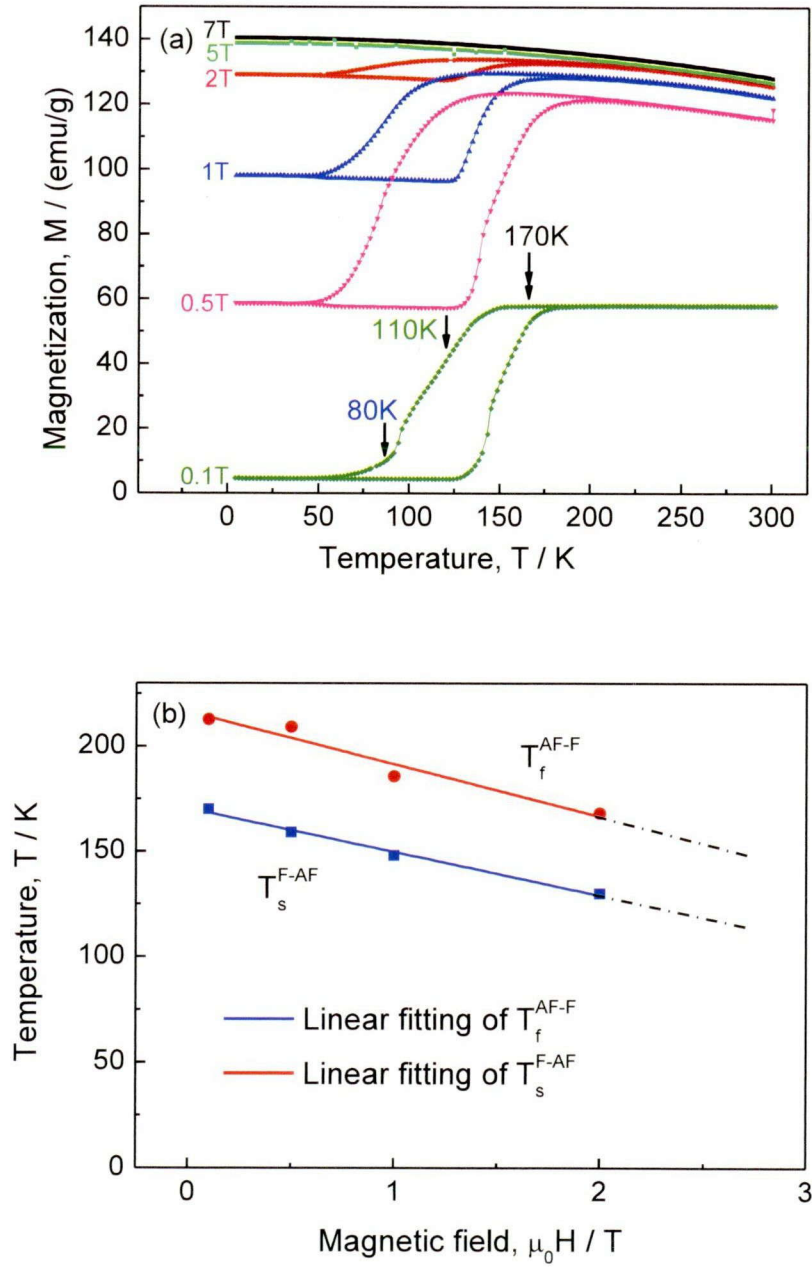 (a)
7T
5T
2T
1T
0.5T
0.1T
170K
110K
80K
140
120
100
80
60
40
20
0
Magnetization, M / (emu/g)
0 50 100 150 200 250 300
Temperature, T / K
(b)
T_f^AF-F
T_s^F-AF
Linear fitting of T_f^AF-F
Linear fitting of T_s^F-AF
200
150
100
50
0
Temperature, T / K
0 1 2 3
Magnetic field, μ₀H / T